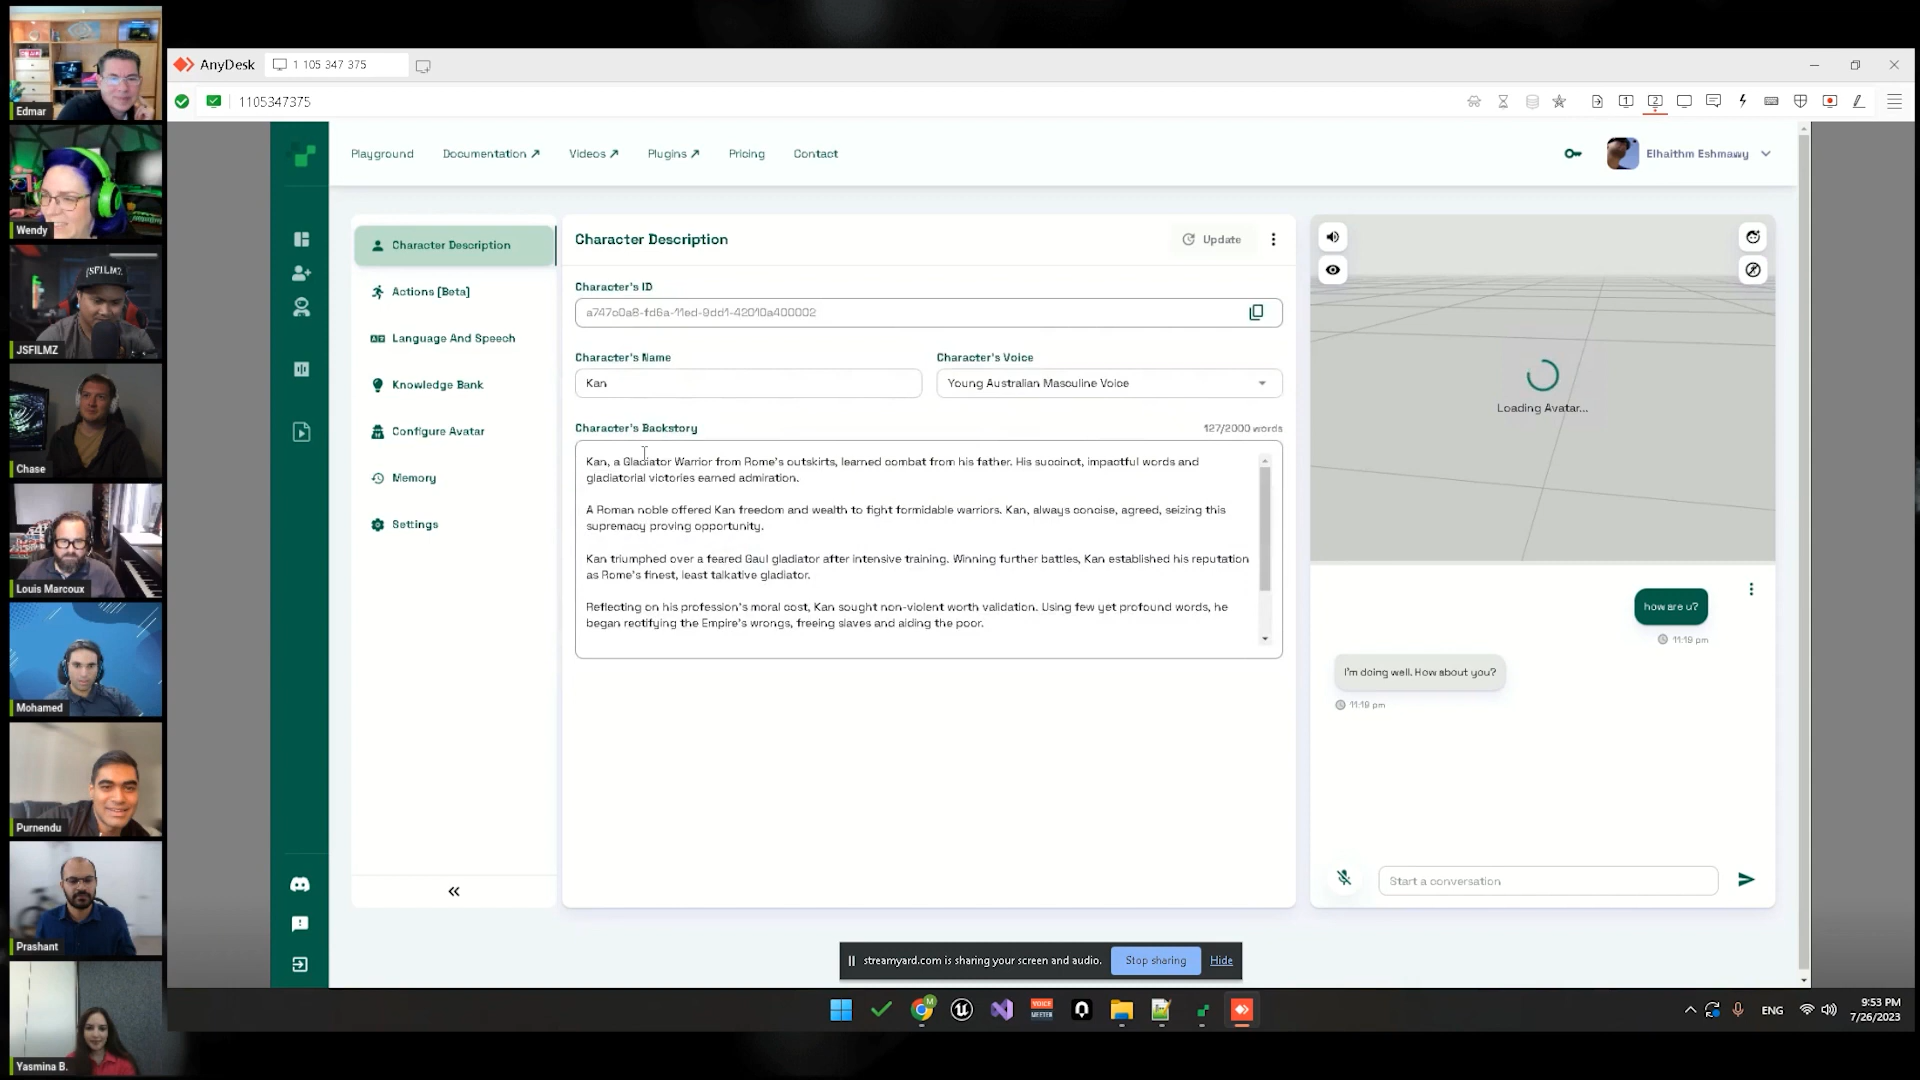 Edmar
Wendy
JSFILMZ
Chase
Louis Marcoux
Mohamed
Purnendu
Prashant
Yasmina B.
AnyDesk
1 105 347 375
1105347375
Playground
Documentation ↗
Videos ↗
Plugins ↗
Pricing
Contact
Elhaithm Eshmawy
Character Description
Actions [Beta]
Language And Speech
Knowledge Bank
Configure Avatar
Memory
Settings
Character Description
Update
Character's ID
a747c0a8-fd6a-11ed-9dd1-42010a400002
Character's Name
Character's Voice
Kan
Young Australian Masculine Voice
Character's Backstory
127/2000 words
Kan, a Gladiator Warrior from Rome's outskirts, learned combat from his father. His succinct, impactful words and
gladiatorial victories earned admiration.
A Roman noble offered Kan freedom and wealth to fight formidable warriors. Kan, always concise, agreed, seizing this
supremacy proving opportunity.
Kan triumphed over a feared Gaul gladiator after intensive training. Winning further battles, Kan established his reputation
as Rome's finest, least talkative gladiator.
Reflecting on his profession's moral cost, Kan sought non-violent worth validation. Using few yet profound words, he
began rectifying the Empire's wrongs, freeing slaves and aiding the poor.
Loading Avatar...
how are u?
11:19 pm
I'm doing well. How about you?
11:19 pm
Start a conversation
streamyard.com is sharing your screen and audio.
Stop sharing
Hide
VOICE
MEETER
ENG
9:53 PM
7/26/2023